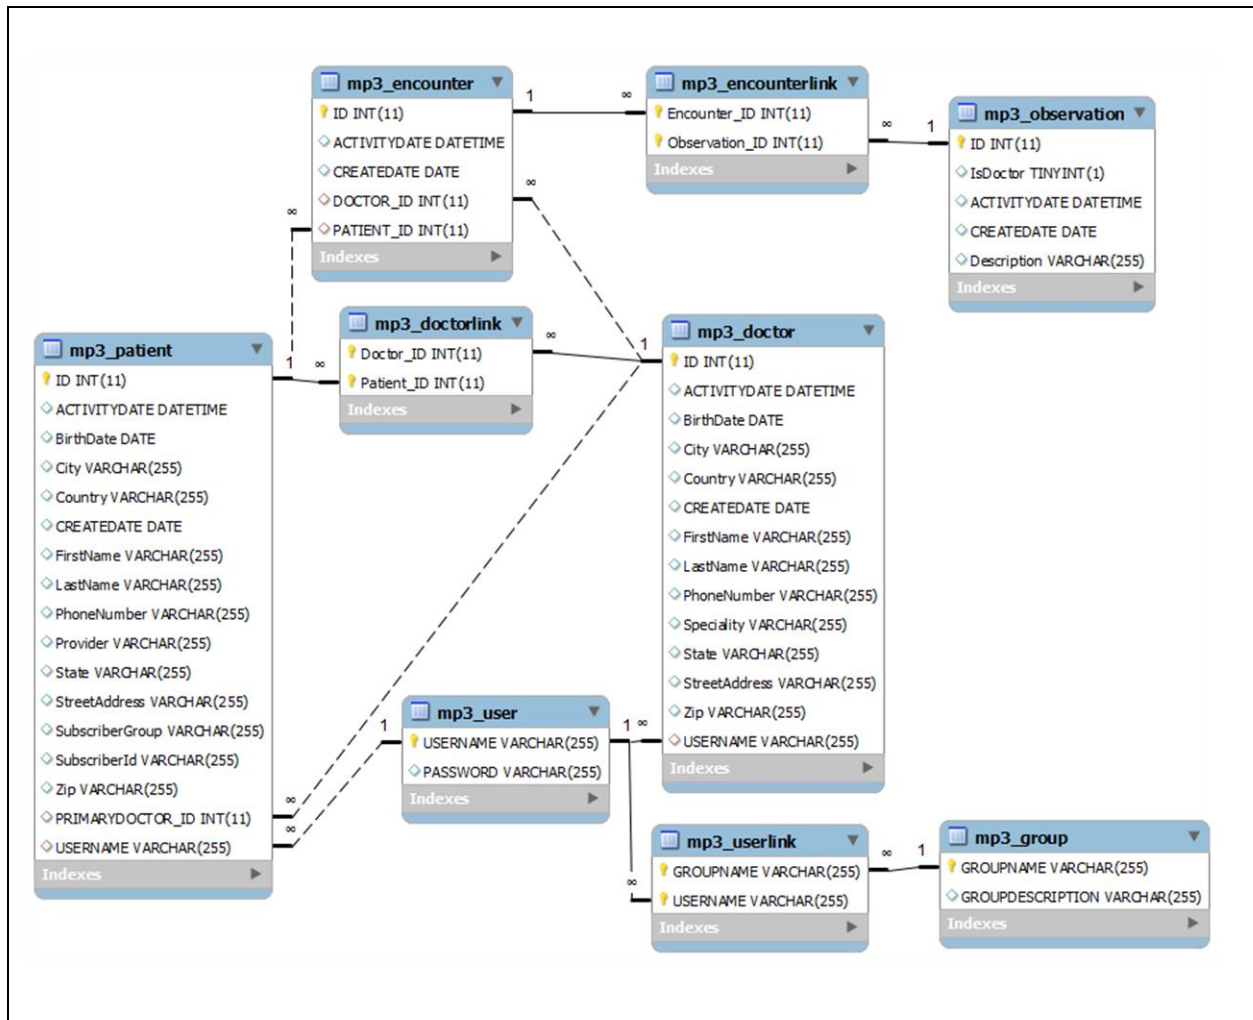 mp3_encounter
ID INT(11)
ACTIVITYDATE DATETIME
CREATEDATE DATE
DOCTOR_ID INT(11)
PATIENT_ID INT(11)
Indexes
1
∞
mp3_encounterlink
Encounter_ID INT(11)
Observation_ID INT(11)
Indexes
∞
1
mp3_observation
ID INT(11)
IsDoctor TINYINT(1)
ACTIVITYDATE DATETIME
CREATEDATE DATE
Description VARCHAR(255)
Indexes
∞
∞
mp3_doctorlink
Doctor_ID INT(11)
Patient_ID INT(11)
Indexes
1
∞
∞
1
mp3_patient
ID INT(11)
ACTIVITYDATE DATETIME
BirthDate DATE
City VARCHAR(255)
Country VARCHAR(255)
CREATEDATE DATE
FirstName VARCHAR(255)
LastName VARCHAR(255)
PhoneNumber VARCHAR(255)
Provider VARCHAR(255)
State VARCHAR(255)
StreetAddress VARCHAR(255)
SubscriberGroup VARCHAR(255)
SubscriberId VARCHAR(255)
Zip VARCHAR(255)
PRIMARYDOCTOR_ID INT(11)
USERNAME VARCHAR(255)
Indexes
∞
∞
mp3_doctor
ID INT(11)
ACTIVITYDATE DATETIME
BirthDate DATE
City VARCHAR(255)
Country VARCHAR(255)
CREATEDATE DATE
FirstName VARCHAR(255)
LastName VARCHAR(255)
PhoneNumber VARCHAR(255)
Speciality VARCHAR(255)
State VARCHAR(255)
StreetAddress VARCHAR(255)
Zip VARCHAR(255)
USERNAME VARCHAR(255)
Indexes
1
mp3_user
USERNAME VARCHAR(255)
PASSWORD VARCHAR(255)
Indexes
1 ∞
∞
mp3_userlink
GROUPNAME VARCHAR(255)
USERNAME VARCHAR(255)
Indexes
∞
1
mp3_group
GROUPNAME VARCHAR(255)
GROUPDESCRIPTION VARCHAR(255)
Indexes